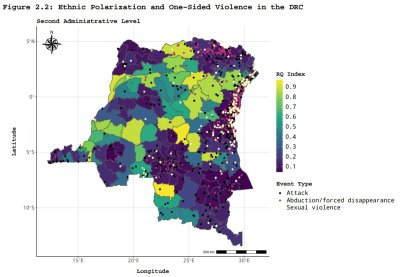 Figure 2.2: Ethnic Polarization and One-Sided Violence in the DRC
Second Administrative Level
N
5°N
0°
5°S
10°S
Latitude
15°E
20°E
25°E
30°E
Longitude
RQ Index
0.9
0.8
0.7
0.6
0.5
0.4
0.3
0.2
0.1
Event Type
Attack
Abduction/forced disappearance
Sexual violence